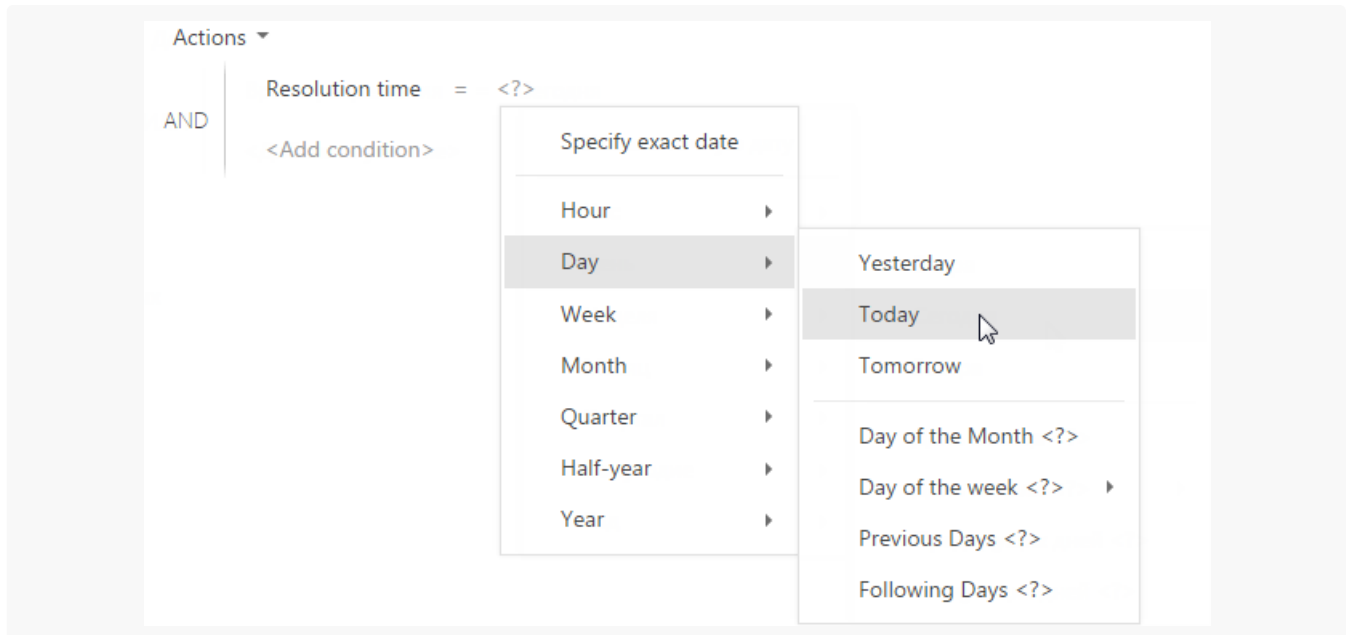 Actions
Resolution time = <?>
AND
<Add condition>
Specify exact date
Hour
Day
Week
Month
Quarter
Half-year
Year
Yesterday
Today
Tomorrow
Day of the Month <?>
Day of the week <?>
Previous Days <?>
Following Days <?>